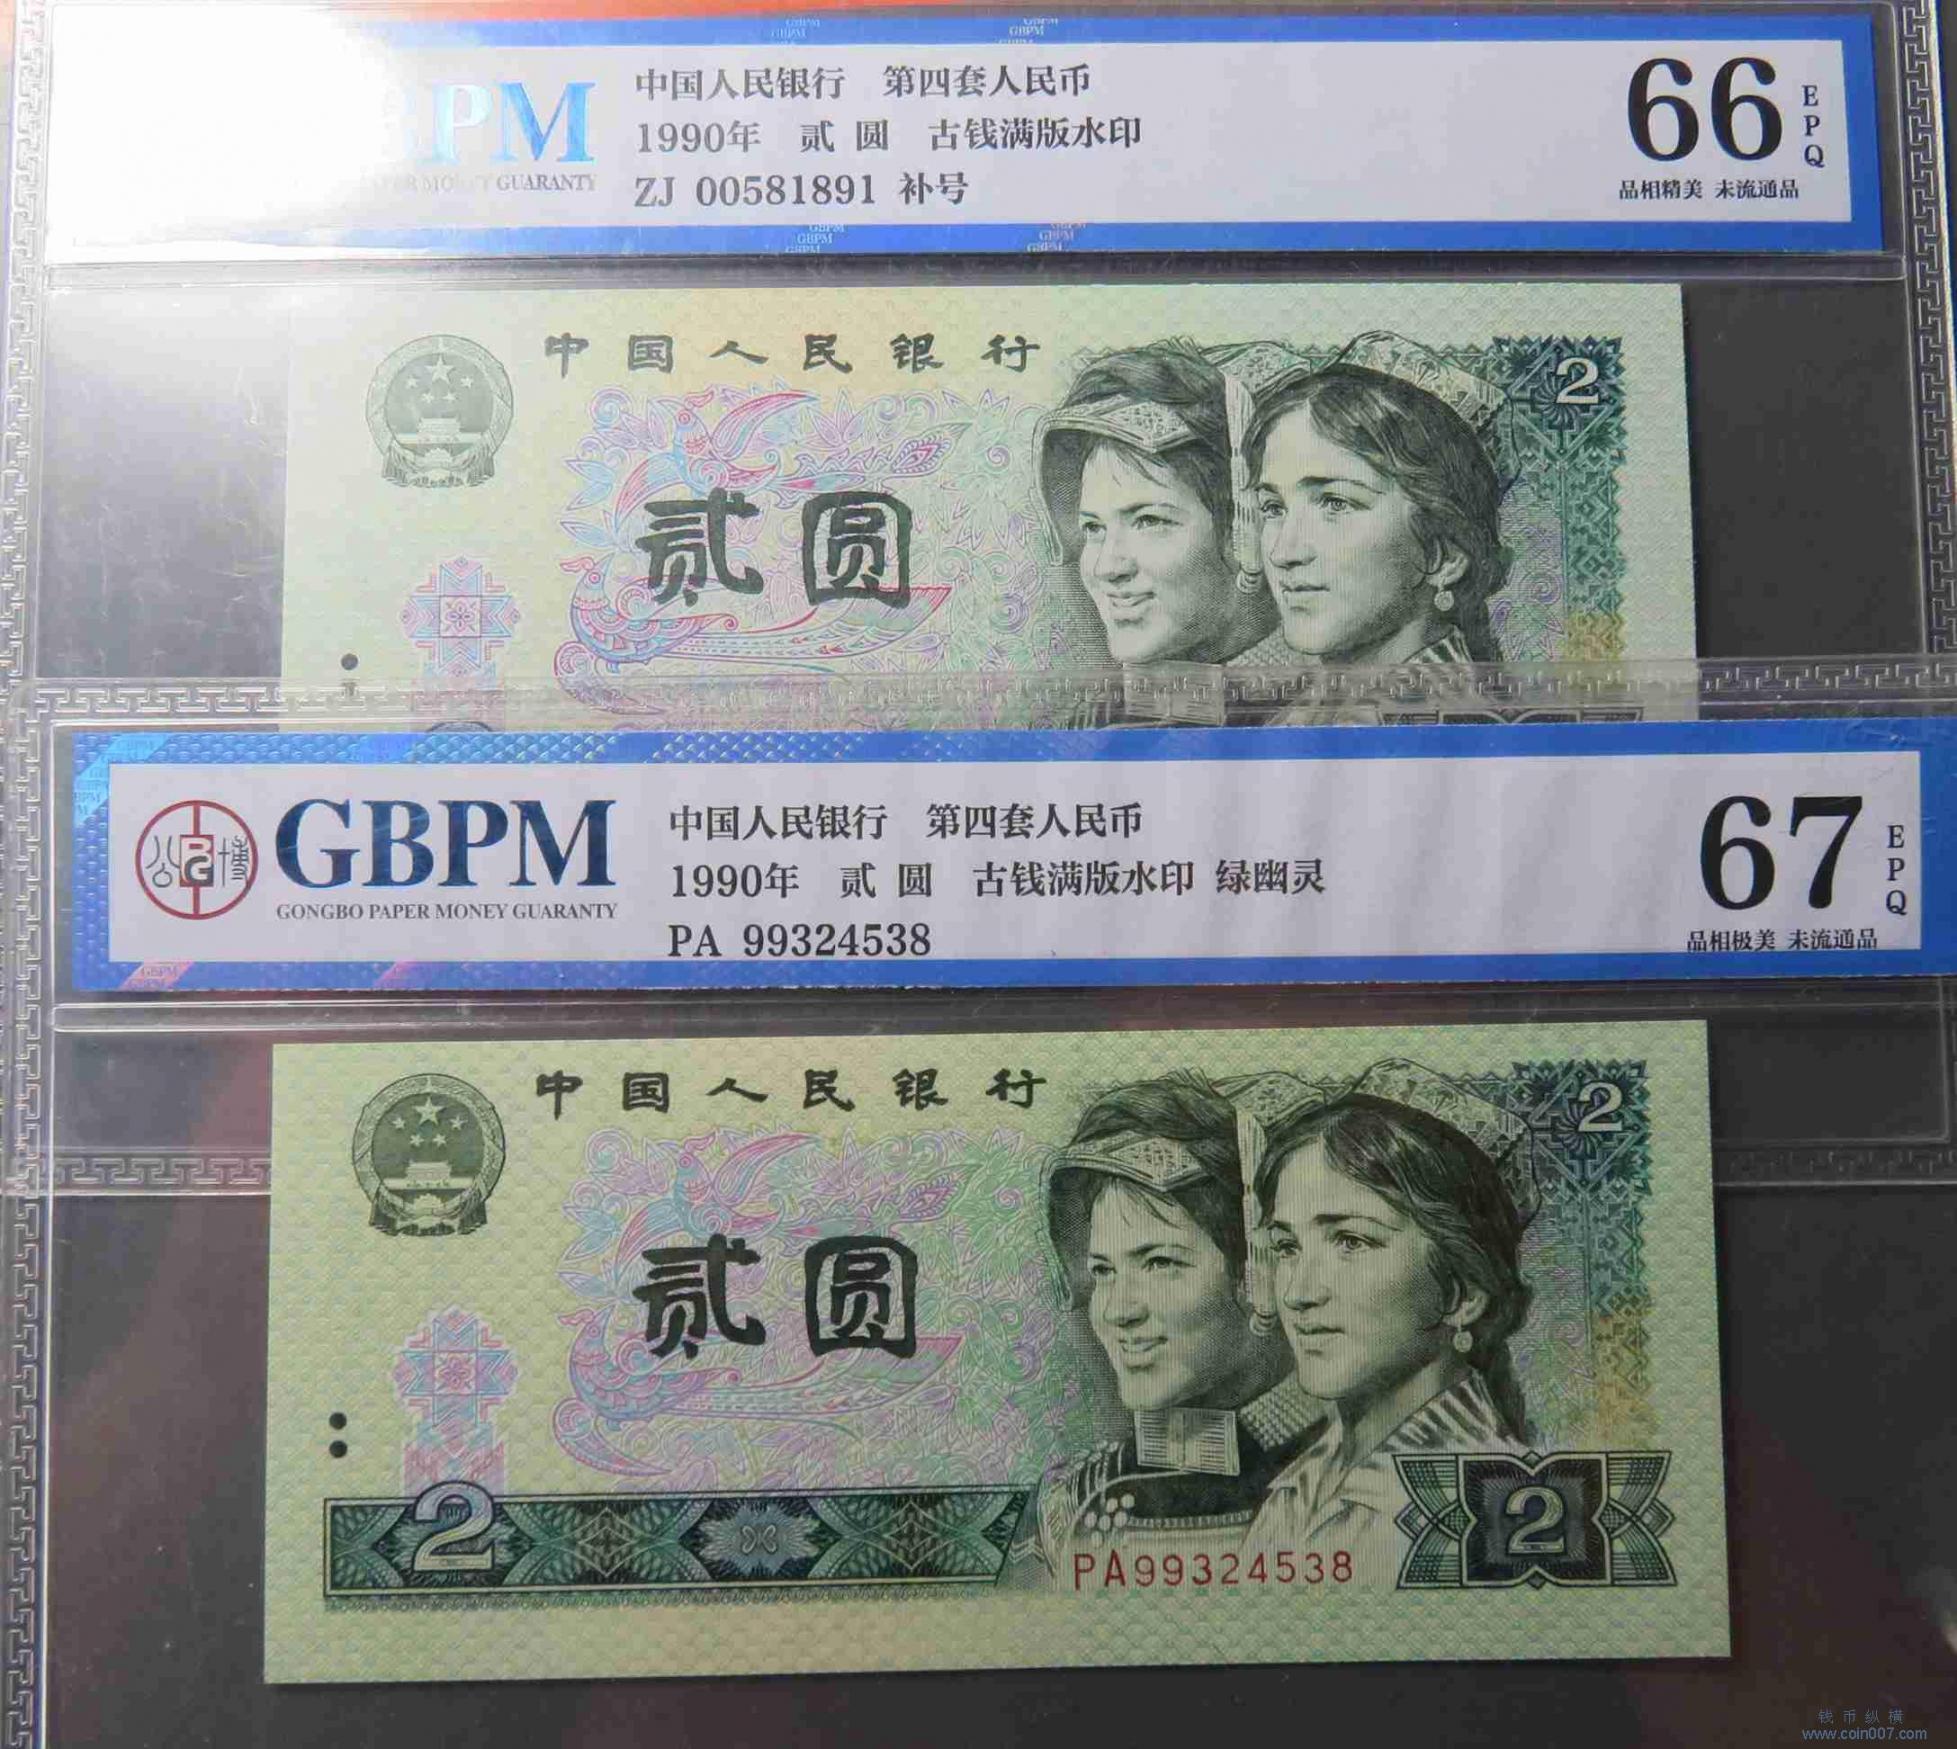 中国人民银行 第四套人民币
PM 1990年 贰 圆 古钱满版水印
GUARANTY
ZJ 00581891 补号
66 EPQ
品相精美 未流通品
中国人民银行
2
贰圆
公博
GBPM
GONGBO PAPER MONEY GUARANTY
中国人民银行 第四套人民币
1990年 贰 圆 古钱满版水印 绿幽灵
PA 99324538
67 EPQ
品相极美 未流通品
中国人民银行
2
贰圆
2
2
PA99324538
钱币纵横
www.coin007.com